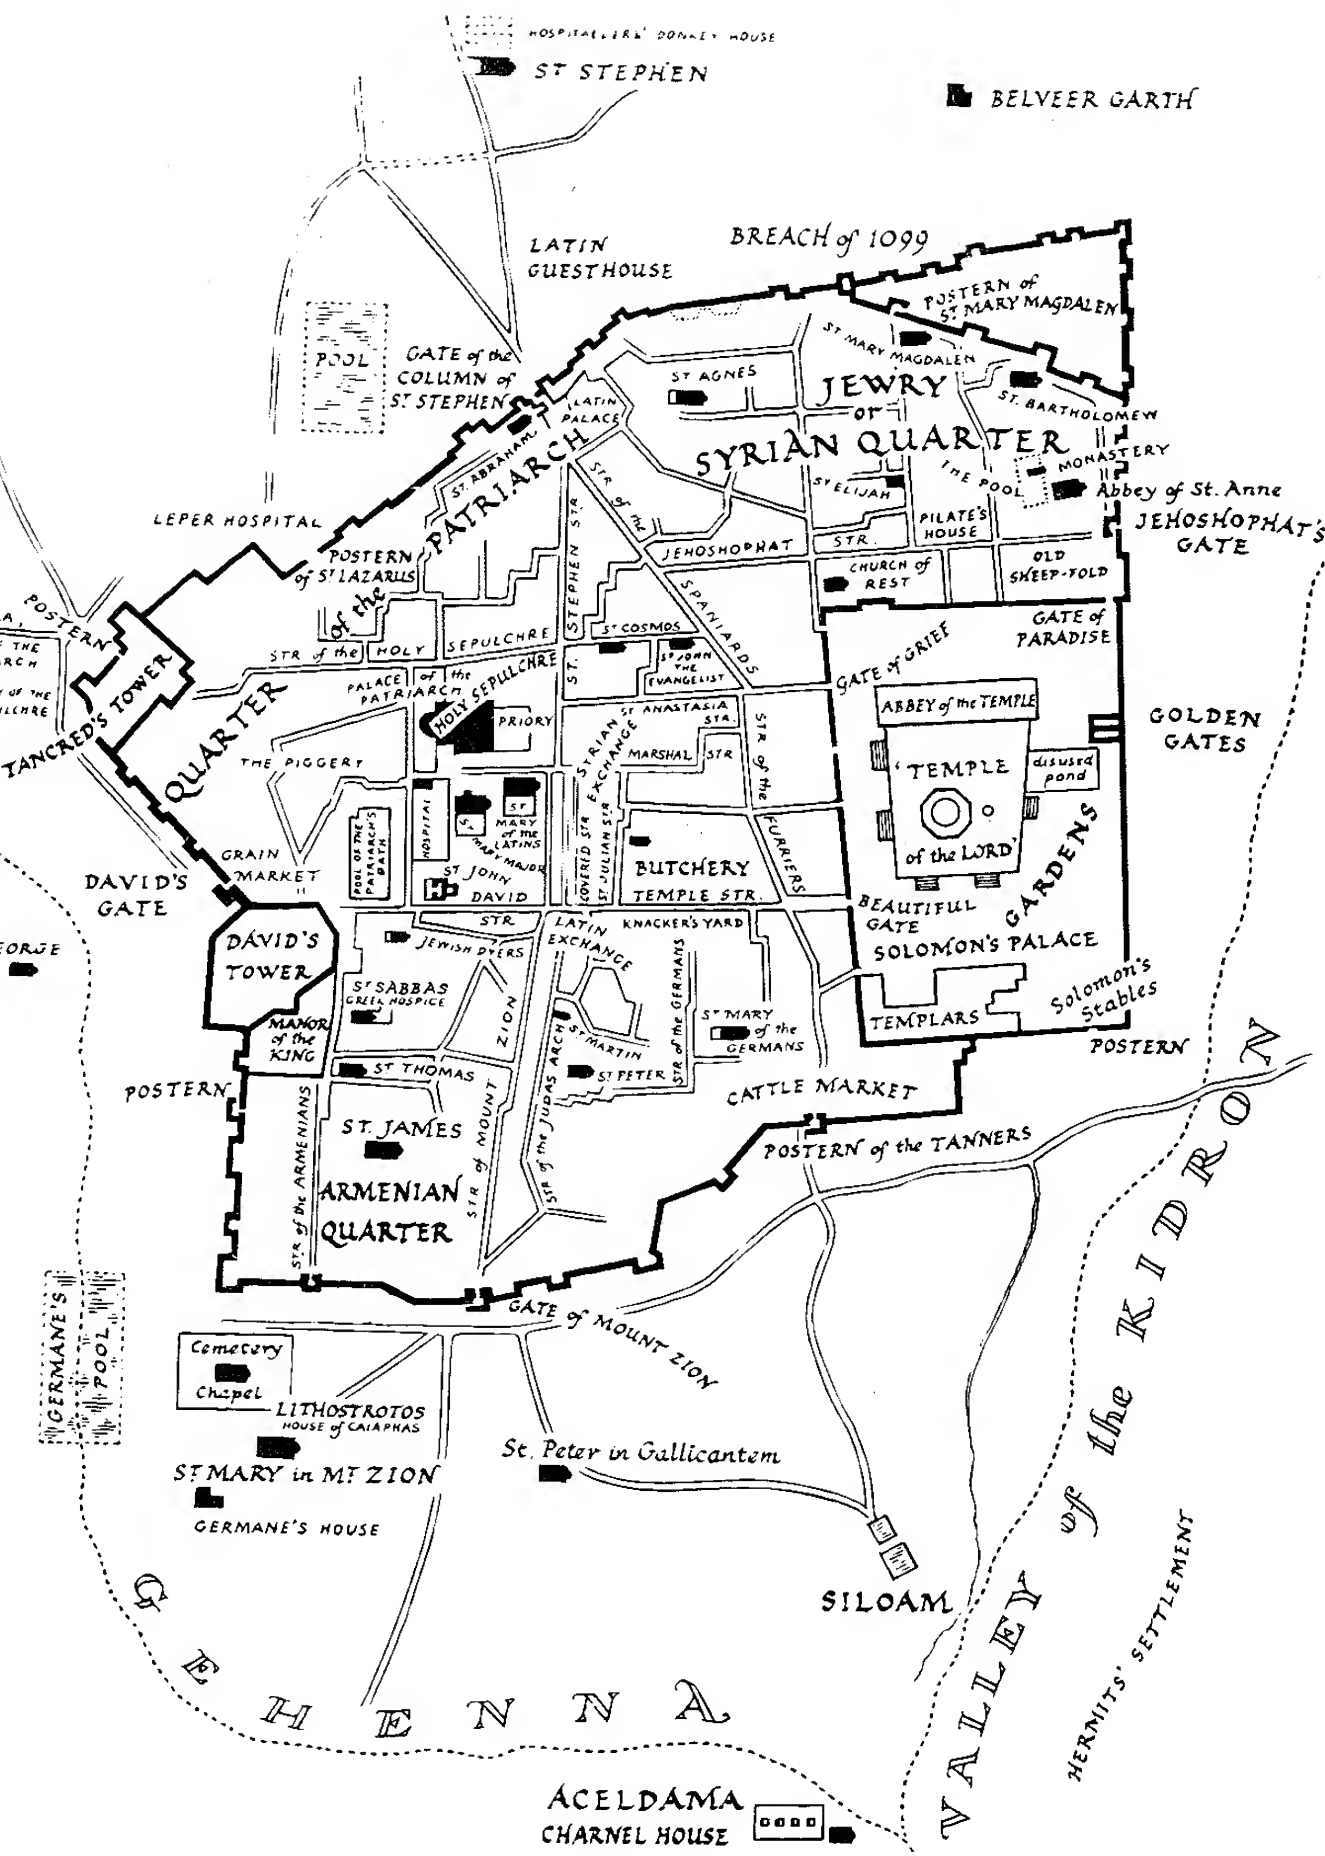 HOSPITALLERS' DONKEY HOUSE
ST STEPHEN
BELVEER GARTH
BREACH of 1099
LATIN
GUESTHOUSE
POSTERN of
ST MARY MAGDALEN
ST MARY MAGDALEN
POOL
GATE of the
COLUMN of
ST STEPHEN
ST AGNES
JEWRY
or
SYRIAN QUARTER
ST. BARTHOLOMEW
LATIN
PALACE
ST. ABRAHAM
MONASTERY
THE POOL
ST ELIJAH
Abbey of St. Anne
JEHOSHOPHAT'S
GATE
LEPER HOSPITAL
PATRIARCH
of the
QUARTER
POSTERN
of ST LAZARUS
STR of the
SPANIARDS
JEHOSHOPHAT STR.
PILATE'S
HOUSE
CHURCH of
REST
OLD
SHEEP-FOLD
POSTERN
THE
ARCH
OF THE
TANCRED'S TOWER
STR of the HOLY SEPULCHRE
ST. STEPHEN STR
ST COSMOS
ST JOHN
THE
EVANGELIST
GATE of
PARADISE
GATE of GRIEF
PALACE of the
PATRIARCH
HOLY SEPULCHRE
PRIORY
ST ANASTASIA
STR.
ABBEY of the TEMPLE
GOLDEN
GATES
THE PIGGERY
SYRIAN
EXCHANGE
MARSHAL STR
STR of the
FURRIERS
'TEMPLE
of the LORD'
disused
pond
GARDENS
HOSPITAL
ST
MARY MAJOR
ST
MARY
of the
LATINS
POOL OF THE
PATRIARCH'S
BATH
COVERED STR
ST JULIAN STR
BUTCHERY
TEMPLE STR.
GRAIN
MARKET
DAVID'S
GATE
ST JOHN
DAVID
STR
LATIN
EXCHANGE
KNACKER'S YARD
BEAUTIFUL
GATE
SOLOMON'S PALACE
EORGE
DAVID'S
TOWER
JEWISH DYERS
ST SABBAS
GREEK HOSPICE
ZION
STR of MOUNT
ST MARTIN
STR of the GERMANS
ST MARY
of the
GERMANS
Solomon's
Stables
TEMPLARS
POSTERN
MANOR
of the
KING
ST THOMAS
ST PETER
STR of the JUDAS ARCH
CATTLE MARKET
POSTERN
ST. JAMES
STR of the ARMENIANS
ARMENIAN
QUARTER
POSTERN of the TANNERS
GATE of MOUNT ZION
GERMANE'S
POOL
Cemetery
Chapel
LITHOSTROTOS
HOUSE of CAIAPHAS
ST MARY in MT ZION
GERMANE'S HOUSE
St. Peter in Gallicantem
SILOAM
VALLEY of the KIDRON
HERMITS' SETTLEMENT
GEHENNA
ACELDAMA
CHARNEL HOUSE